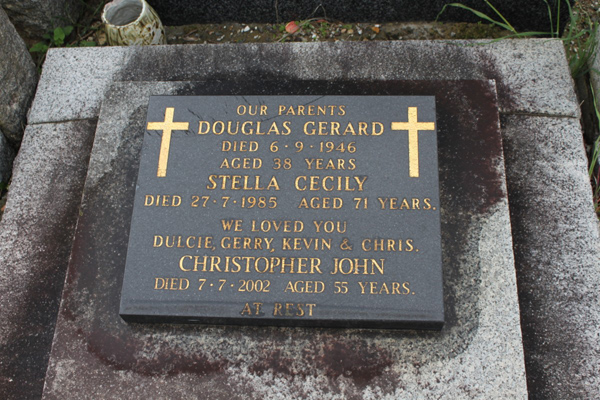 OUR PARENTS
DOUGLAS GERARD
DIED 6·9·1946
AGED 38 YEARS
STELLA CECILY
DIED 27·7·1985 AGED 71 YEARS.
WE LOVED YOU
DULCIE, GERRY, KEVIN & CHRIS.
CHRISTOPHER JOHN
DIED 7·7·2002 AGED 55 YEARS.
AT REST